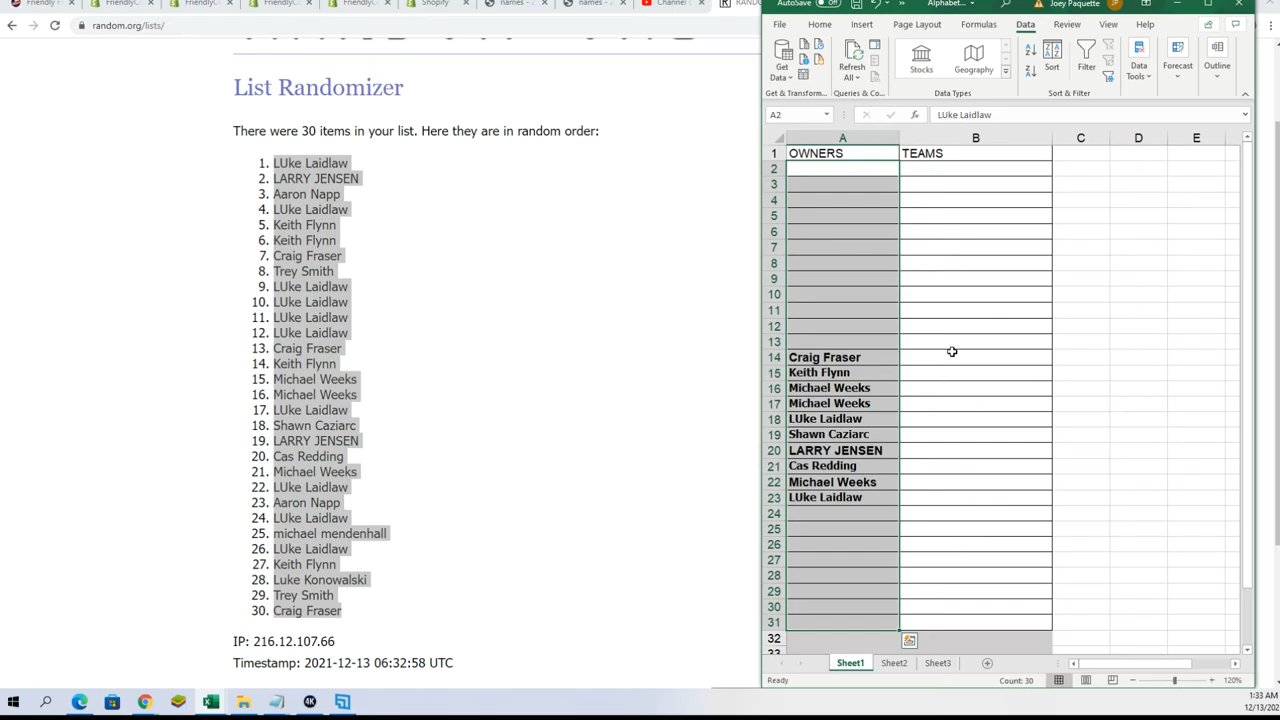 Shopify
names -
names -
random.org/lists/
List Randomizer
There were 30 items in your list. Here they are in random order:
1. LUke Laidlaw
2. LARRY JENSEN
3. Aaron Napp
4. LUke Laidlaw
5. Keith Flynn
6. Keith Flynn
7. Craig Fraser
8. Trey Smith
9. LUke Laidlaw
10. LUke Laidlaw
11. LUke Laidlaw
12. LUke Laidlaw
13. Craig Fraser
14. Keith Flynn
15. Michael Weeks
16. Michael Weeks
17. LUke Laidlaw
18. Shawn Caziarc
19. LARRY JENSEN
20. Cas Redding
21. Michael Weeks
22. LUke Laidlaw
23. Aaron Napp
24. LUke Laidlaw
25. michael mendenhall
26. LUke Laidlaw
27. Keith Flynn
28. Luke Konowalski
29. Trey Smith
30. Craig Fraser
IP: 216.12.107.66
Timestamp: 2021-12-13 06:32:58 UTC
AutoSave Off Alphabet... Joey Paquette JP
File Home Insert Page Layout Formulas Data Review View Help
Get Data Refresh All Stocks Geography Sort Filter Data Tools Forecast Outline
Get & Transform... Queries & Co... Data Types Sort & Filter
A2 fx LUke Laidlaw
A B C D E
1 OWNERS TEAMS
2
3
4
5
6
7
8
9
10
11
12
13
14 Craig Fraser
15 Keith Flynn
16 Michael Weeks
17 Michael Weeks
18 LUke Laidlaw
19 Shawn Caziarc
20 LARRY JENSEN
21 Cas Redding
22 Michael Weeks
23 LUke Laidlaw
24
25
26
27
28
29
30
31
32
33
Sheet1 Sheet2 Sheet3
Ready Count: 30 120%
1:33 AM
12/13/202